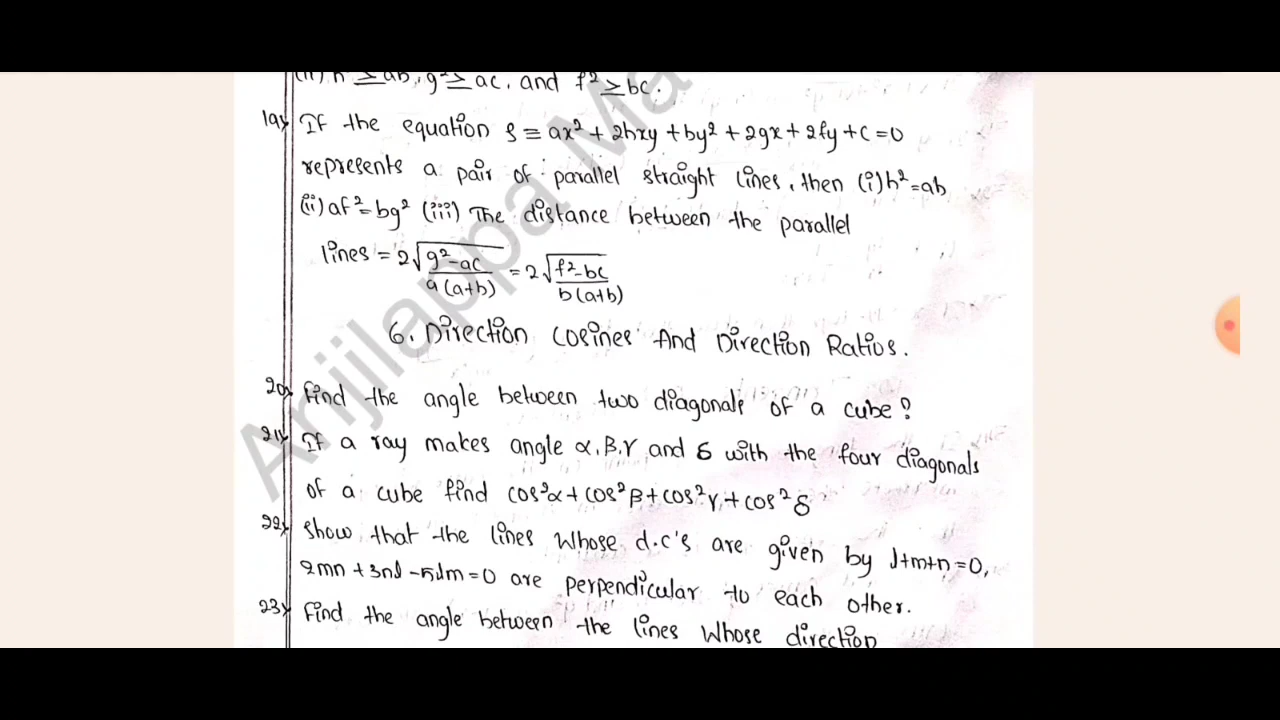 (ii) h² ≥ ab, g² ≥ ac, and f² ≥ bc.
19) If the equation S ≡ ax² + 2hxy + by² + 2gx + 2fy + c = 0
represents a pair of parallel straight lines, then (i) h² = ab
(ii) af² = bg² (iii) The distance between the parallel
lines = 2√(g²-ac / a(a+b)) = 2√(f²-bc / b(a+b))
6. Direction Cosines And Direction Ratios.
20) Find the angle between two diagonals of a cube?
21) If a ray makes angle α, β, γ and δ with the four diagonals
of a cube find cos²α + cos²β + cos²γ + cos²δ
22) Show that the lines whose d.c's are given by l+m+n=0,
2mn + 3nl - 5lm = 0 are perpendicular to each other.
23) Find the angle between the lines whose direction
Arijilappa Ma